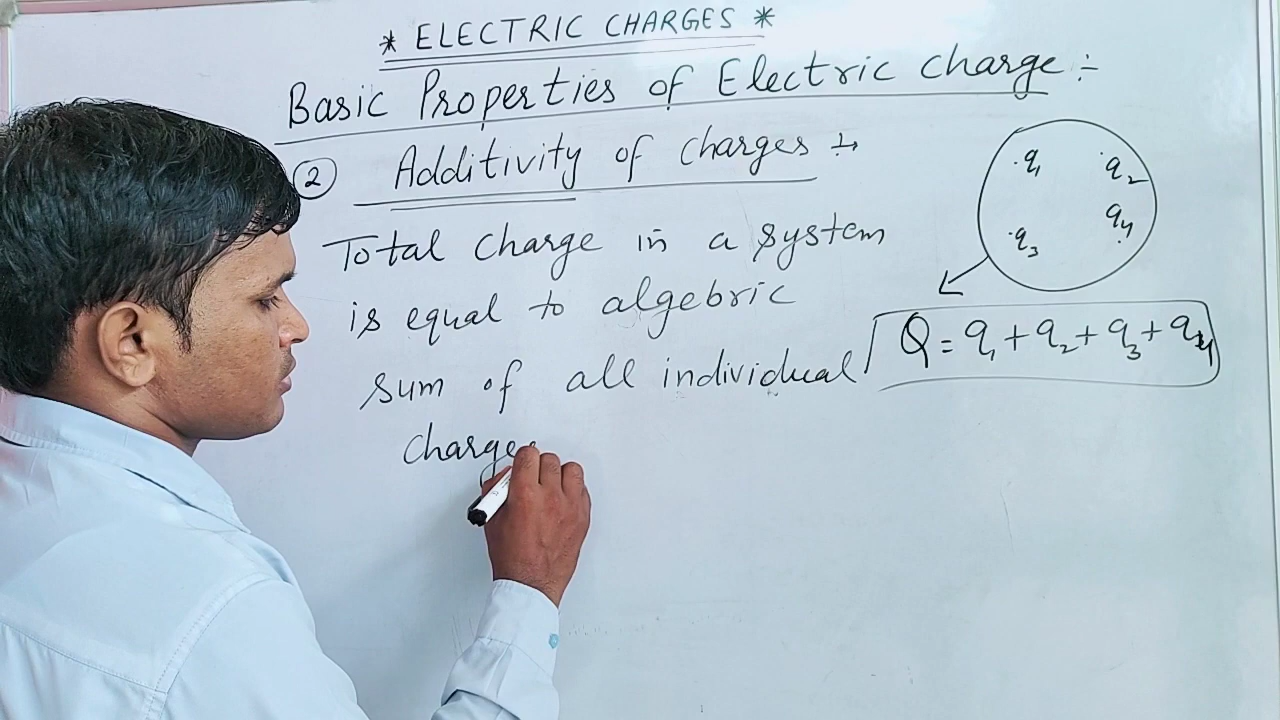 * ELECTRIC CHARGES *
Basic Properties of Electric charge :-
2 Additivity of charges :-
Total charge in a system
is equal to algebric
sum of all individual
charges
.q₁ .q₂
.q₃ q₄
Q = q₁ + q₂ + q₃ + q₄